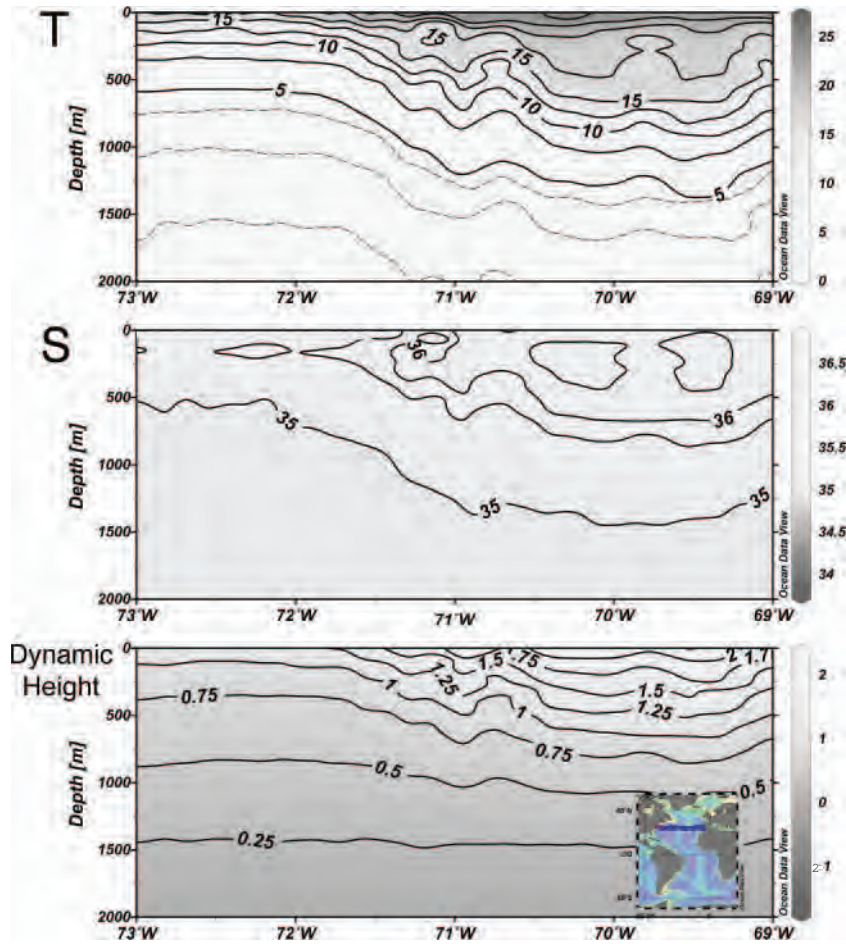 T
0
500
1000
1500
2000
Depth [m]
15
10
5
15
15
10
15
10
5
73˚W
72˚W
71˚W
70˚W
69˚W
Ocean Data View
25
20
15
10
5
0
S
0
500
1000
1500
2000
Depth [m]
36
35
36
35
35
73˚W
72˚W
71˚W
70˚W
69˚W
Ocean Data View
36.5
36
35.5
35
34.5
34
Dynamic
Height
0
500
1000
1500
2000
Depth [m]
0.75
1
1.25
1.5
1.75
2
1.7
1.5
1.25
1
0.75
0.5
0.5
0.25
73˚W
72˚W
71˚W
70˚W
69˚W
Ocean Data View
2
1
0
-1